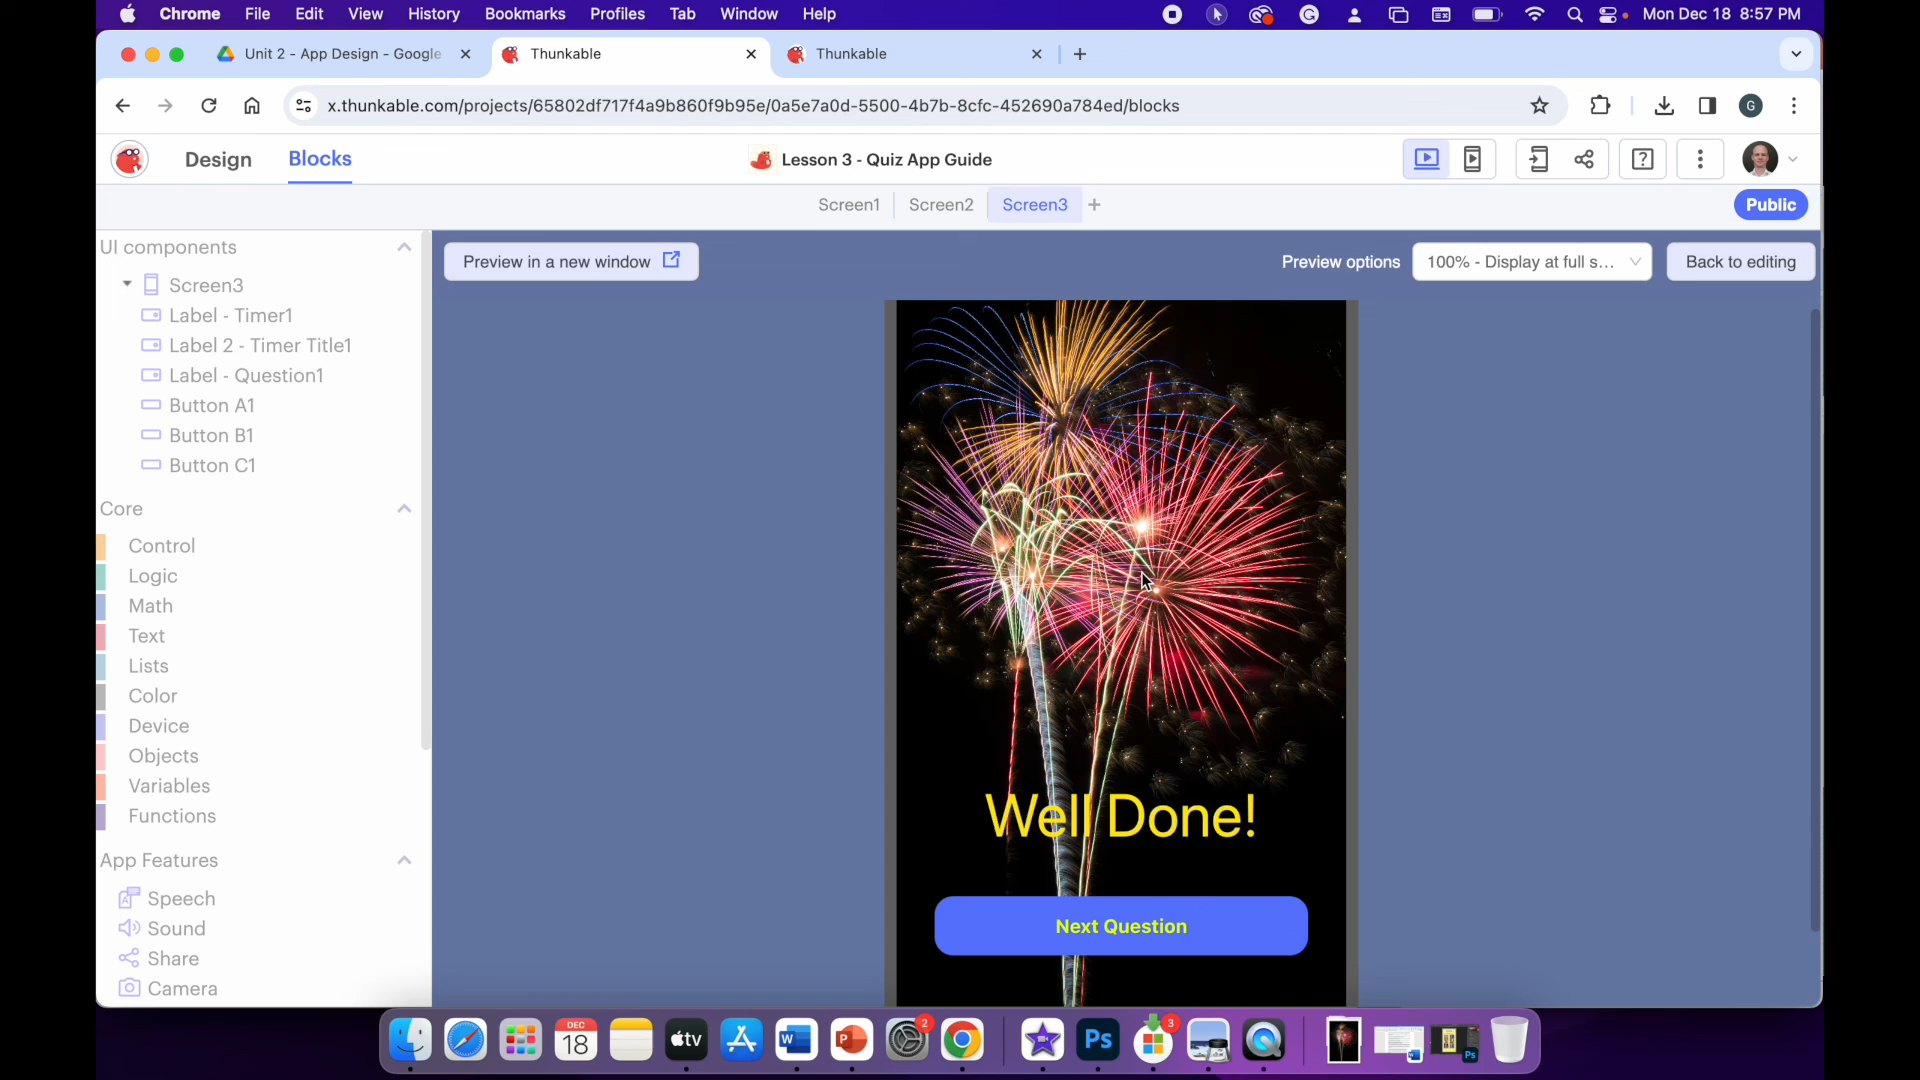 Chrome File Edit View History Bookmarks Profiles Tab Window Help Mon Dec 18 8:57 PM
Unit 2 - App Design - Google
Thunkable
Thunkable
x.thunkable.com/projects/65802df717f4a9b860f9b95e/0a5e7a0d-5500-4b7b-8cfc-452690a784ed/blocks
G
Design
Blocks
Lesson 3 - Quiz App Guide
Screen1
Screen2
Screen3
Public
UI components
Screen3
Label - Timer1
Label 2 - Timer Title1
Label - Question1
Button A1
Button B1
Button C1
Core
Control
Logic
Math
Text
Lists
Color
Device
Objects
Variables
Functions
App Features
Speech
Sound
Share
Camera
Preview in a new window
Preview options
100% - Display at full s...
Back to editing
Well Done!
Next Question
DEC
18
tv
W
P
2
Ps
3